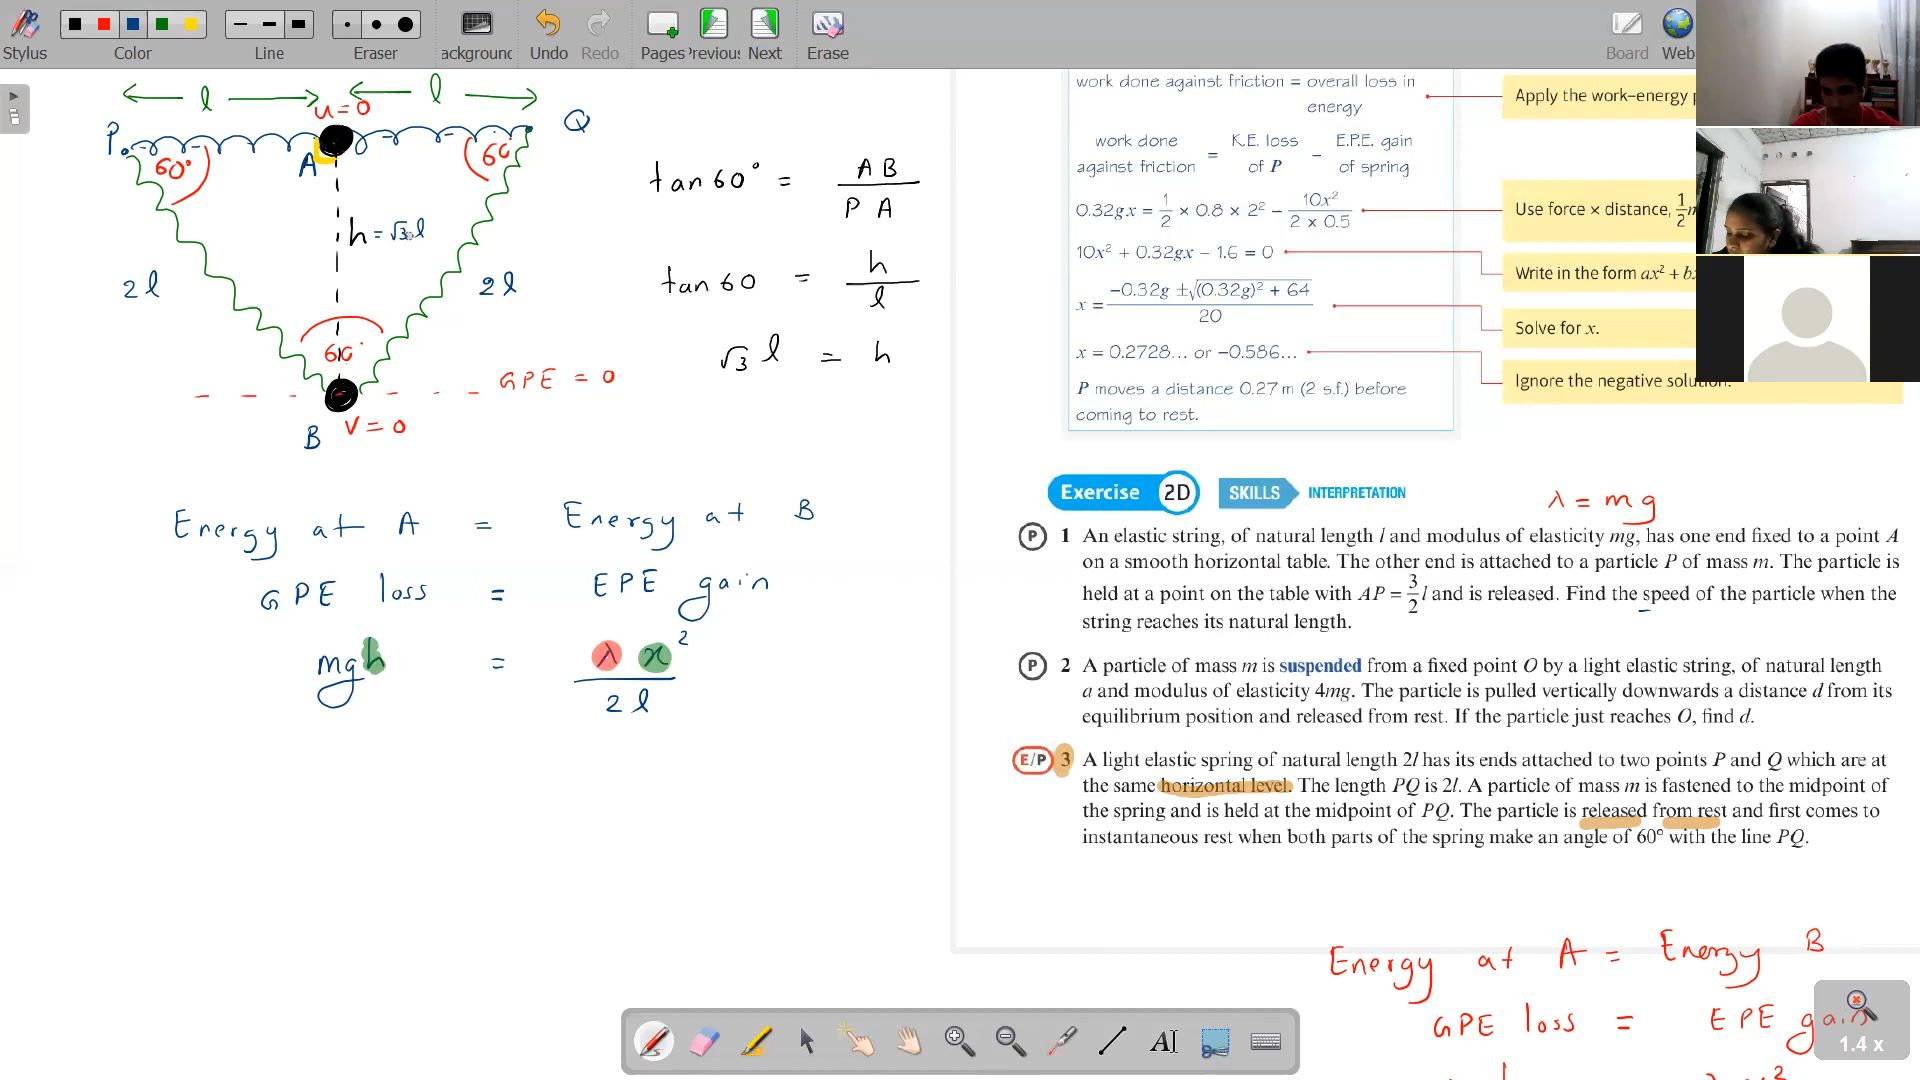 Stylus
Color
Line
Eraser
ackground
Undo
Redo
Pages
Previous
Next
Erase
Board
Web
l l
u = 0
P Q
A
60° 60°
h = √3 l
2 l 2 l
60°
GPE = 0
V = 0
B
tan 60° = AB / PA
tan 60 = h / l
√3 l = h
Energy at A = Energy at B
GPE loss = EPE gain
mgh = λ x² / 2 l
work done against friction = overall loss in
energy
work done against friction = K.E. loss of P − E.P.E. gain of spring
0.32gx = 1/2 × 0.8 × 2² − 10x² / (2 × 0.5)
10x² + 0.32gx − 1.6 = 0
x = (−0.32g ± √((0.32g)² + 64)) / 20
x = 0.2728... or −0.586...
P moves a distance 0.27 m (2 s.f.) before
coming to rest.
Apply the work–energy
Use force × distance, 1/2
Write in the form ax² +
Solve for x.
Ignore the negative solution.
Exercise 2D SKILLS INTERPRETATION
λ = mg
P 1 An elastic string, of natural length l and modulus of elasticity mg, has one end fixed to a point A
on a smooth horizontal table. The other end is attached to a particle P of mass m. The particle is
held at a point on the table with AP = 3/2 l and is released. Find the speed of the particle when the
string reaches its natural length.
P 2 A particle of mass m is suspended from a fixed point O by a light elastic string, of natural length
a and modulus of elasticity 4mg. The particle is pulled vertically downwards a distance d from its
equilibrium position and released from rest. If the particle just reaches O, find d.
E/P 3 A light elastic spring of natural length 2l has its ends attached to two points P and Q which are at
the same horizontal level. The length PQ is 2l. A particle of mass m is fastened to the midpoint of
the spring and is held at the midpoint of PQ. The particle is released from rest and first comes to
instantaneous rest when both parts of the spring make an angle of 60° with the line PQ.
Energy at A = Energy B
GPE loss = EPE gain
1.4 x